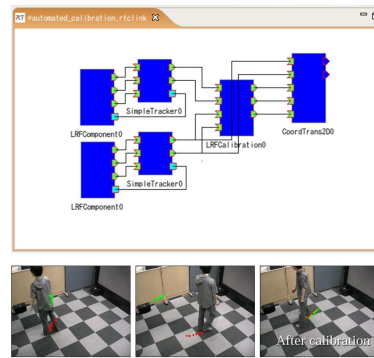 RT *automated_calibration.rtclink
SimpleTracker0
LRFComponent0
LRFCalibration0
CoordTrans2D0
SimpleTracker0
LRFComponent0
After calibration